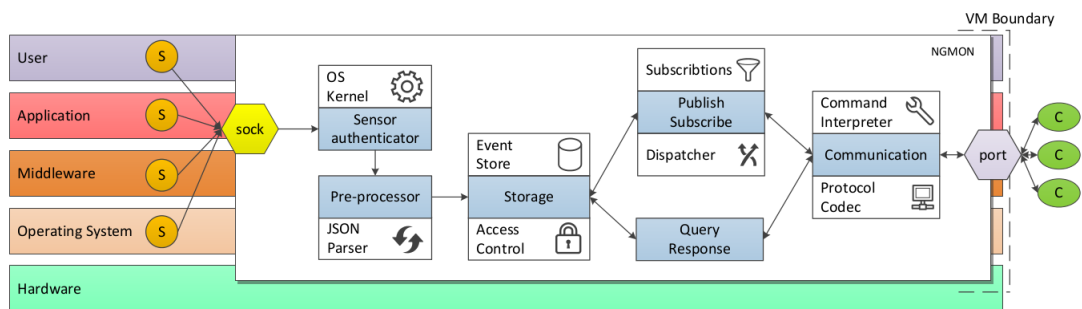 VM Boundary
NGMON
User
S
Application
S
Middleware
S
Operating System
S
Hardware
sock
OS
Kernel
Sensor
authenticator
Pre-processor
JSON
Parser
Event
Store
Storage
Access
Control
Subscribtions
Publish
Subscribe
Dispatcher
Query
Response
Command
Interpreter
Communication
Protocol
Codec
port
C
C
C